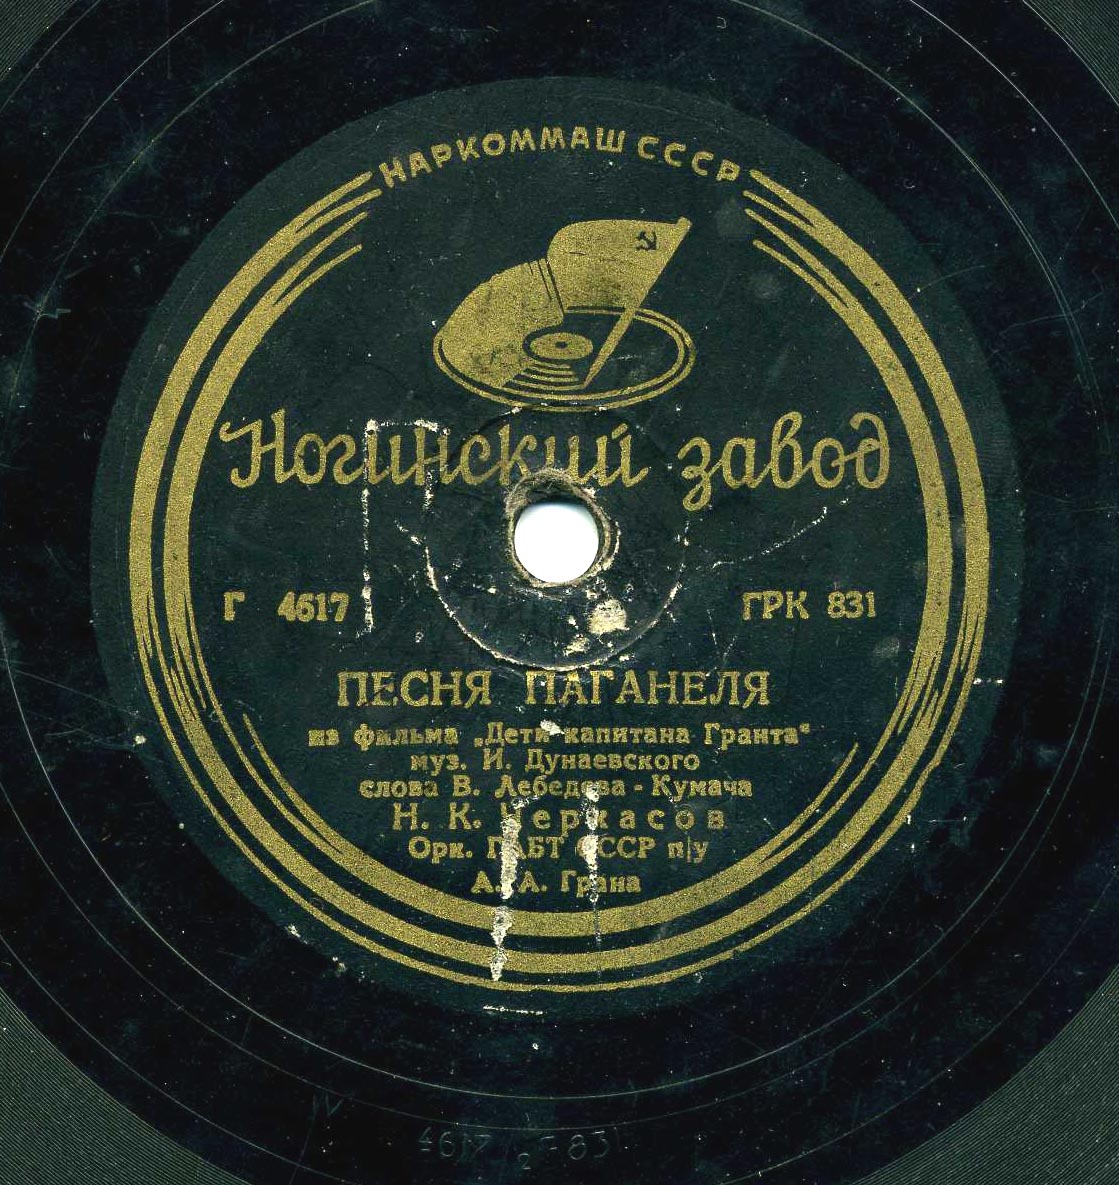 НАРКОММАШ СССР
Ногинский завод
Г 4617
ГРК 831
ПЕСНЯ ПАГАНЕЛЯ
из фильма „Дети капитана Гранта“
муз. И. Дунаевского
слова В. Лебедева-Кумача
Н. К. Черкасов
Орк. ГАБТ СССР п/у
А. А. Грана
4617